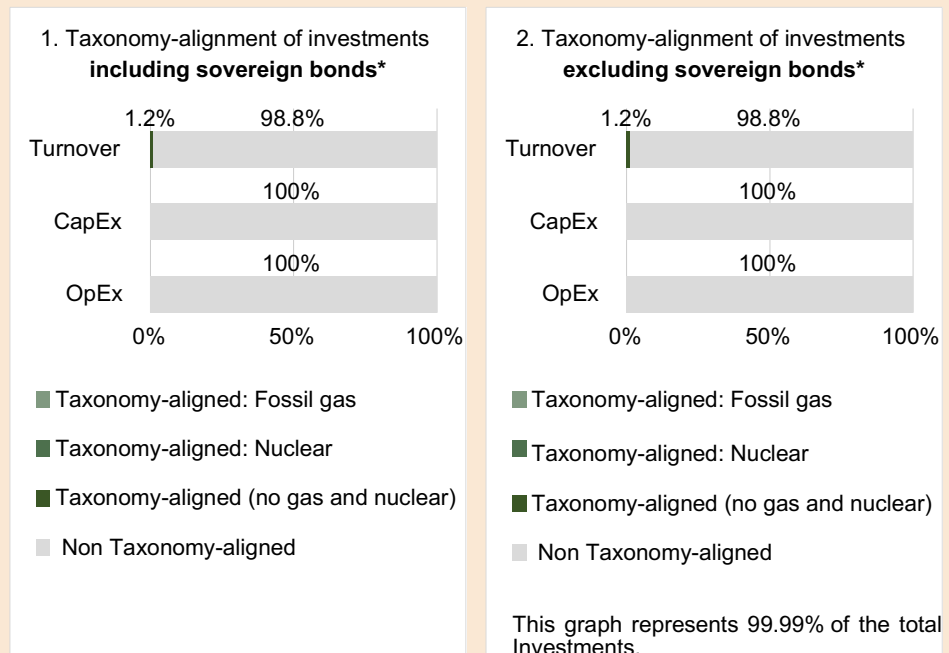 1. Taxonomy-alignment of investments
including sovereign bonds*
1.2% 98.8%
Turnover
100%
CapEx
100%
OpEx
0% 50% 100%
Taxonomy-aligned: Fossil gas
Taxonomy-aligned: Nuclear
Taxonomy-aligned (no gas and nuclear)
Non Taxonomy-aligned
2. Taxonomy-alignment of investments
excluding sovereign bonds*
1.2% 98.8%
Turnover
100%
CapEx
100%
OpEx
0% 50% 100%
Taxonomy-aligned: Fossil gas
Taxonomy-aligned: Nuclear
Taxonomy-aligned (no gas and nuclear)
Non Taxonomy-aligned
This graph represents 99.99% of the total
Investments.